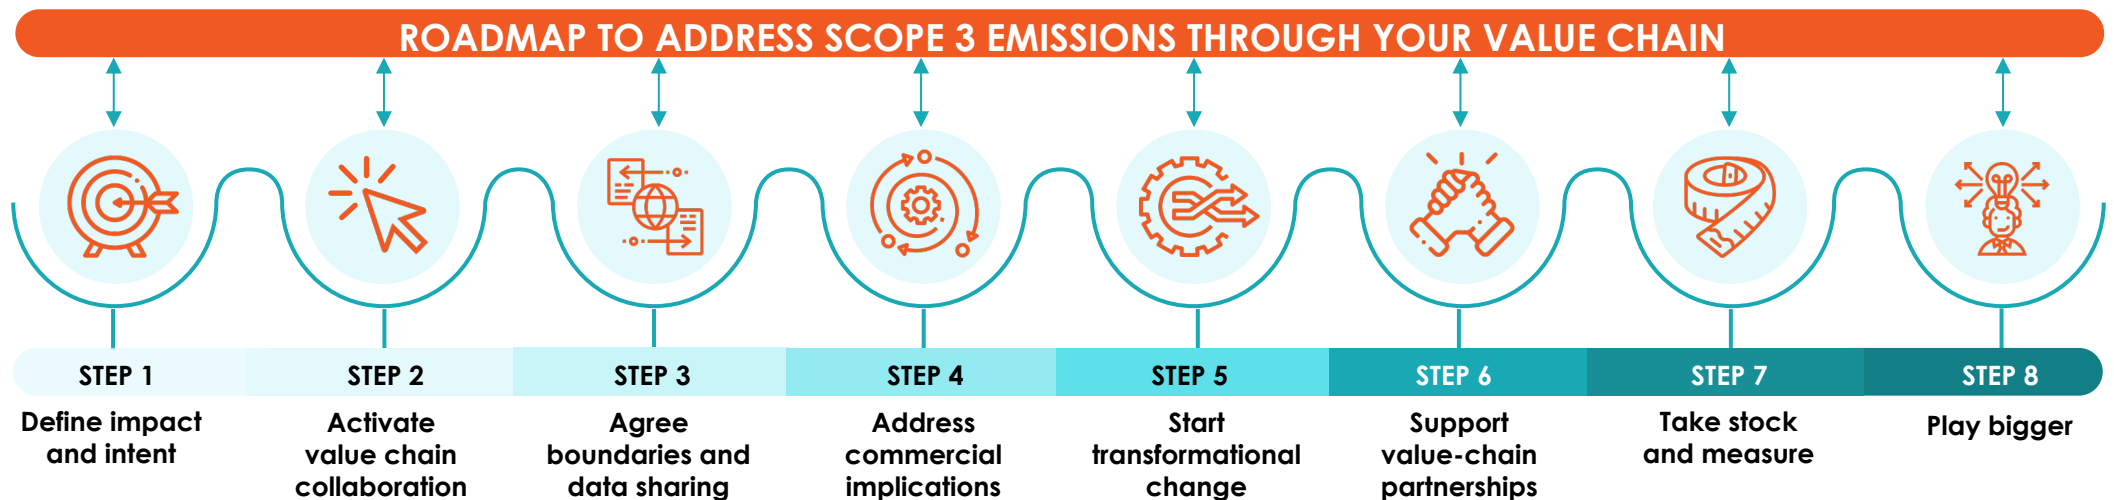 ROADMAP TO ADDRESS SCOPE 3 EMISSIONS THROUGH YOUR VALUE CHAIN
STEP 1
Define impact
and intent
STEP 2
Activate
value chain
collaboration
STEP 3
Agree
boundaries and
data sharing
STEP 4
Address
commercial
implications
STEP 5
Start
transformational
change
STEP 6
Support
value-chain
partnerships
STEP 7
Take stock
and measure
STEP 8
Play bigger